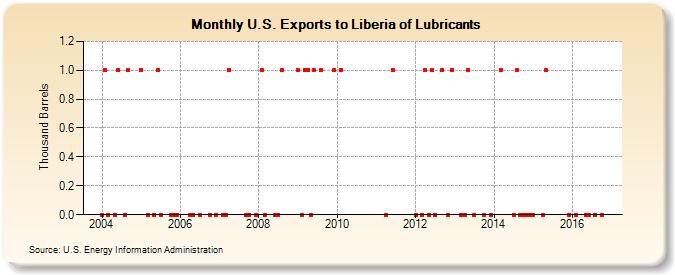 Monthly U.S. Exports to Liberia of Lubricants
Thousand Barrels
1.2
1.0
0.8
0.6
0.4
0.2
0.0
2004 2006 2008 2010 2012 2014 2016
Source: U.S. Energy Information Administration